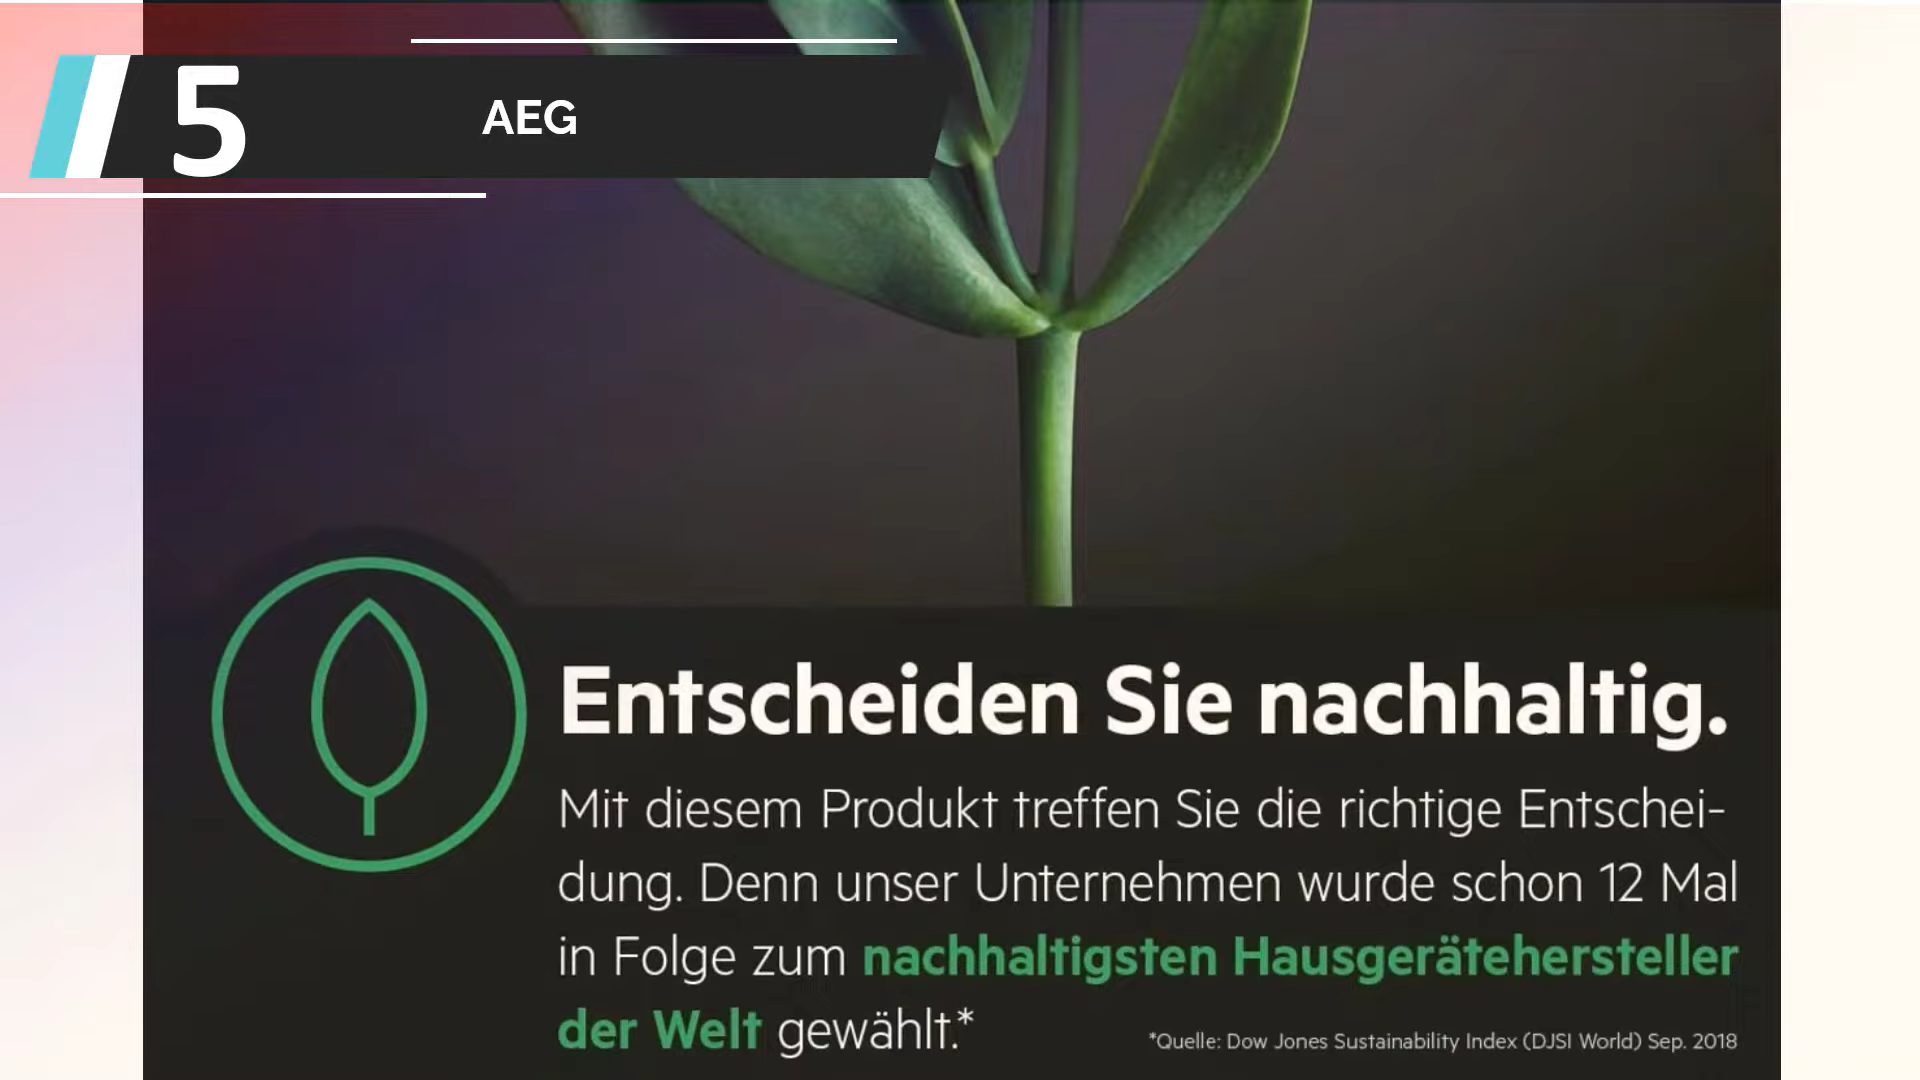 5
AEG
Entscheiden Sie nachhaltig.
Mit diesem Produkt treffen Sie die richtige Entschei-
dung. Denn unser Unternehmen wurde schon 12 Mal
in Folge zum nachhaltigsten Hausgerätehersteller
der Welt gewählt.*
*Quelle: Dow Jones Sustainability Index (DJSI World) Sep. 2018